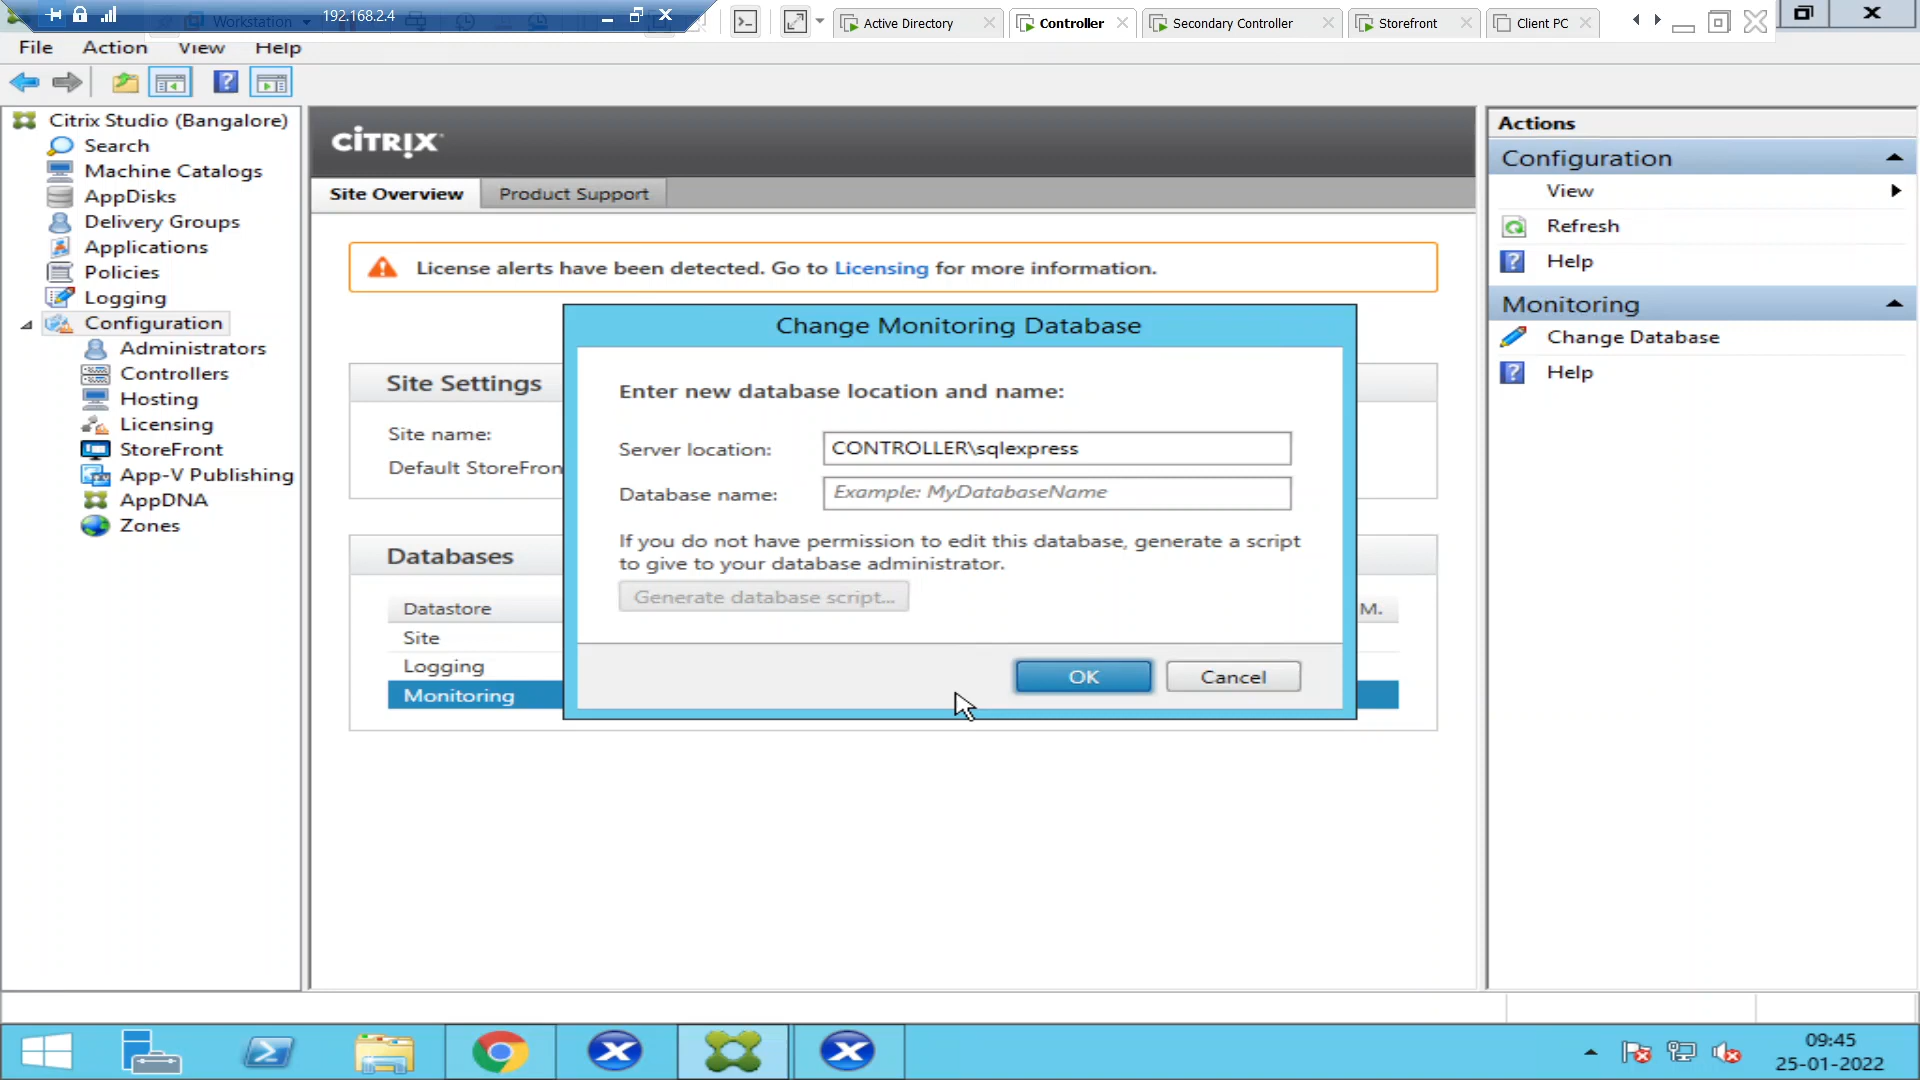 Workstation
192.168.2.4
Active Directory
Controller
Secondary Controller
Storefront
Client PC
File
Action
View
Help
Citrix Studio (Bangalore)
Search
Machine Catalogs
AppDisks
Delivery Groups
Applications
Policies
Logging
Configuration
Administrators
Controllers
Hosting
Licensing
StoreFront
App-V Publishing
AppDNA
Zones
CİTRIX
Site Overview
Product Support
License alerts have been detected. Go to Licensing for more information.
Site Settings
Site name:
Default StoreFron
Databases
Datastore
M.
Site
Logging
Monitoring
Change Monitoring Database
Enter new database location and name:
Server location:
CONTROLLER\sqlexpress
Database name:
Example: MyDatabaseName
If you do not have permission to edit this database, generate a script
to give to your database administrator.
Generate database script...
OK
Cancel
Actions
Configuration
View
Refresh
Help
Monitoring
Change Database
Help
09:45
25-01-2022